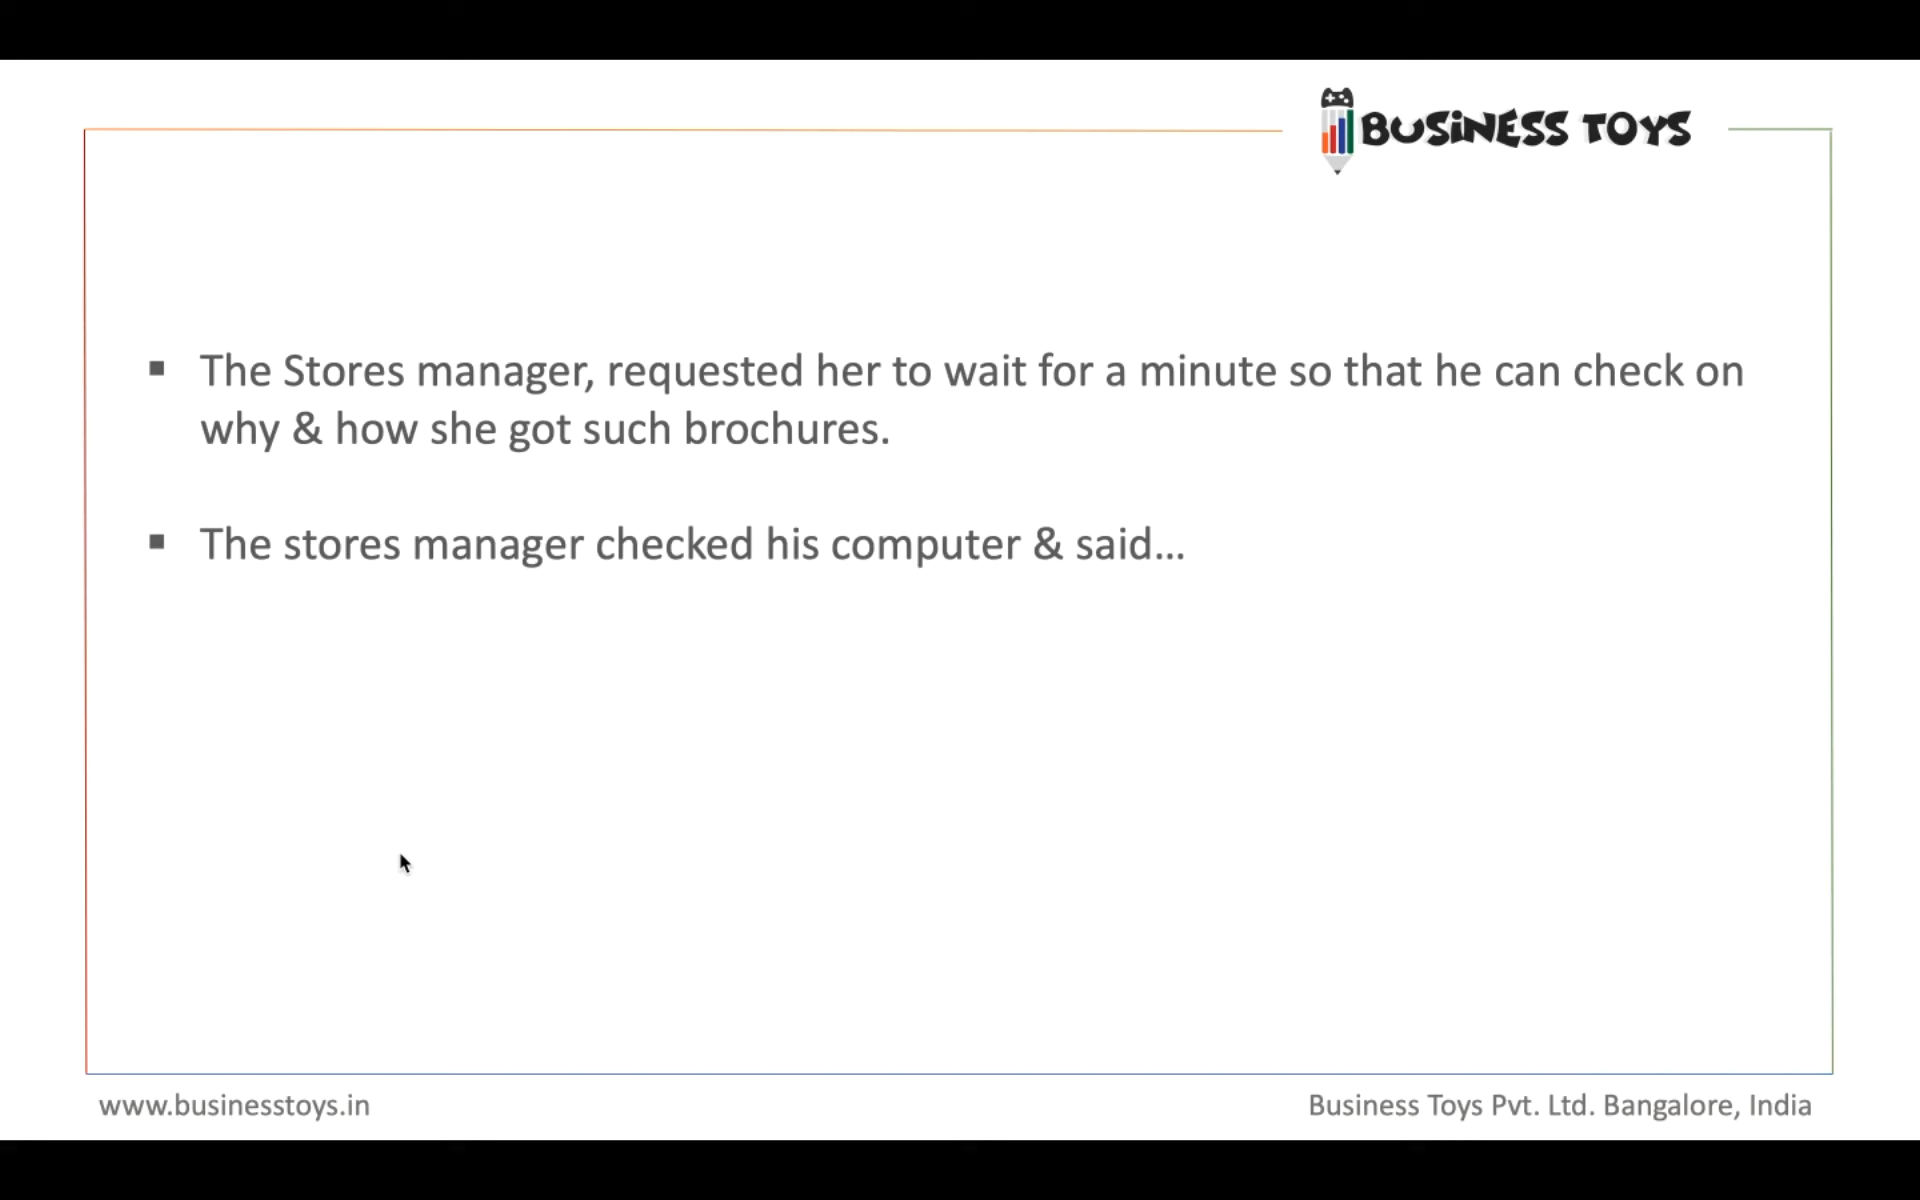 BUSINESS TOYS
▪ The Stores manager, requested her to wait for a minute so that he can check on
why & how she got such brochures.
▪ The stores manager checked his computer & said...
www.businesstoys.in
Business Toys Pvt. Ltd. Bangalore, India